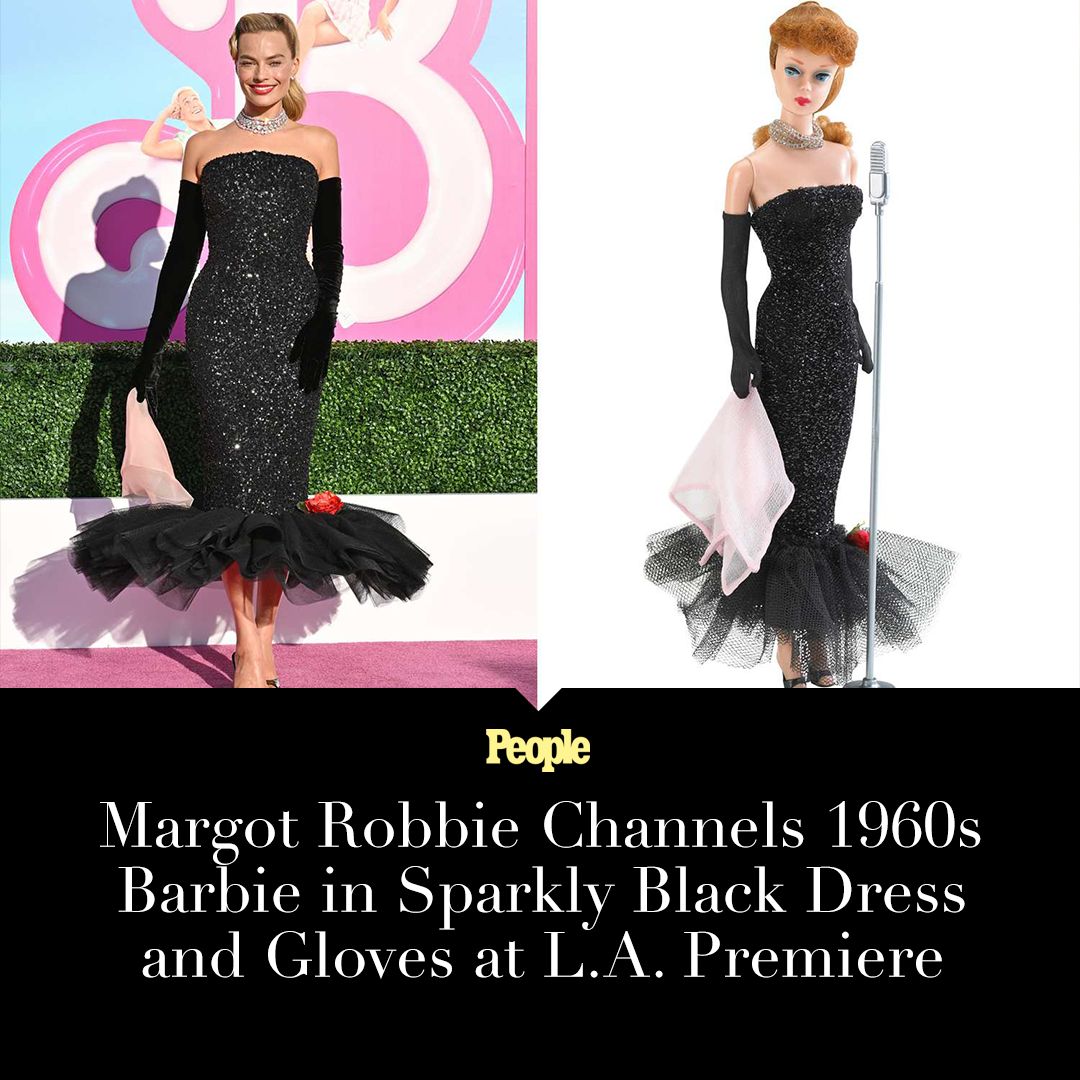 People
Margot Robbie Channels 1960s
Barbie in Sparkly Black Dress
and Gloves at L.A. Premiere